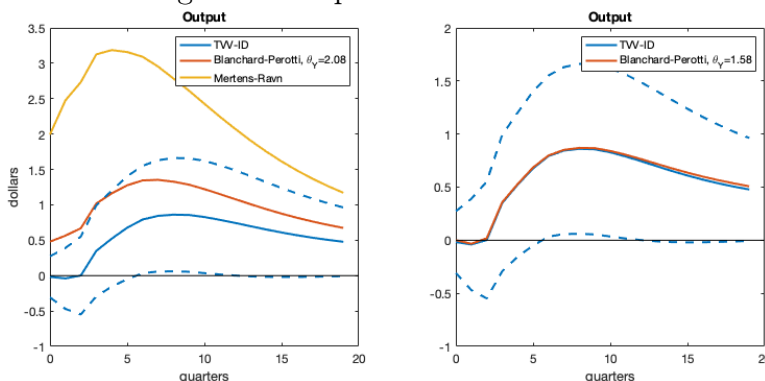 Output
TVV-ID
Blanchard-Perotti, θY=2.08
Mertens-Ravn
3.5
3
2.5
2
1.5
1
0.5
0
-0.5
-1
dollars
0
5
10
15
20
quarters
Output
TVV-ID
Blanchard-Perotti, θY=1.58
2
1.5
1
0.5
0
-0.5
-1
0
5
10
15
2
quarters